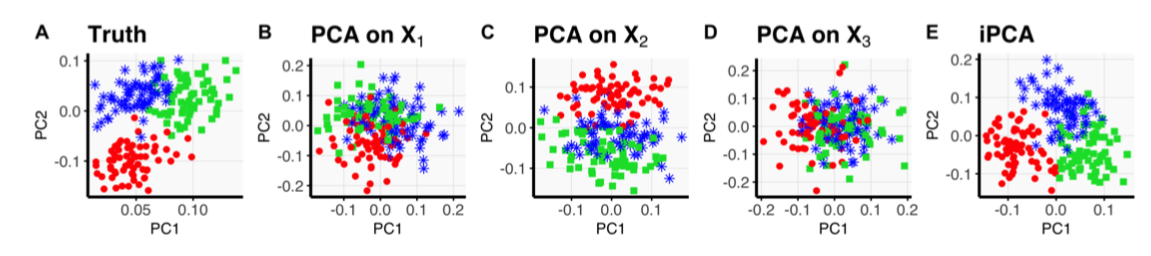 A Truth
0.1
0.0
-0.1
PC2
0.05 0.10
PC1
B PCA on X₁
0.2
0.1
0.0
-0.1
-0.2
PC2
-0.1 0.0 0.1 0.2
PC1
C PCA on X₂
0.1
0.0
-0.1
PC2
-0.1 0.0 0.1
PC1
D PCA on X₃
0.2
0.1
0.0
-0.1
-0.2
PC2
-0.2 -0.1 0.0 0.1 0.2
PC1
E iPCA
0.2
0.1
0.0
-0.1
PC2
-0.1 0.0 0.1
PC1